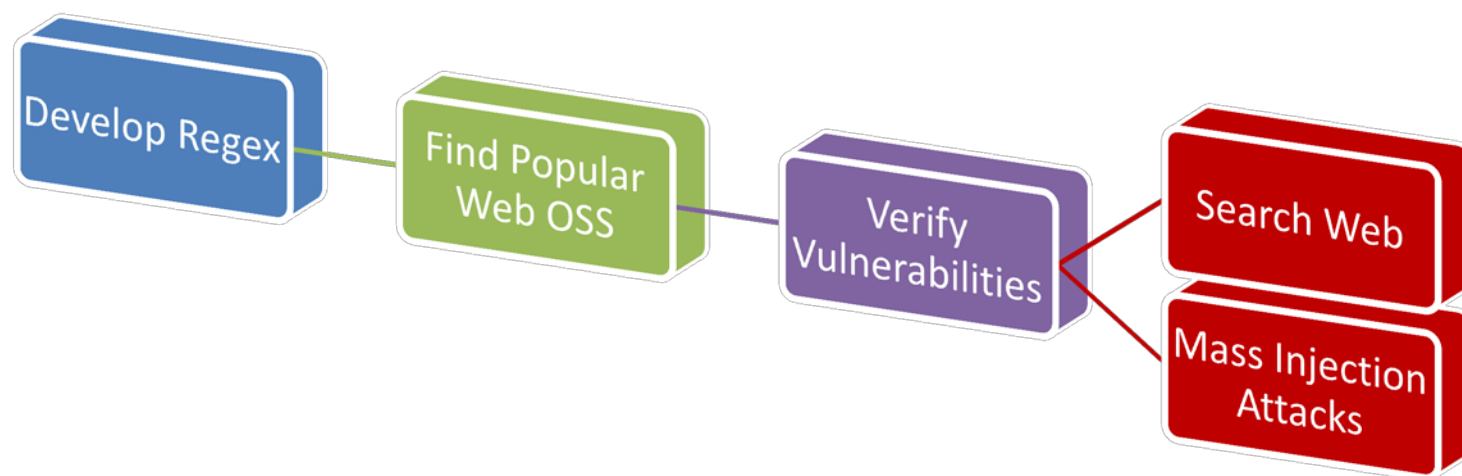 Develop Regex
Find Popular
Web OSS
Verify
Vulnerabilities
Search Web
Mass Injection
Attacks